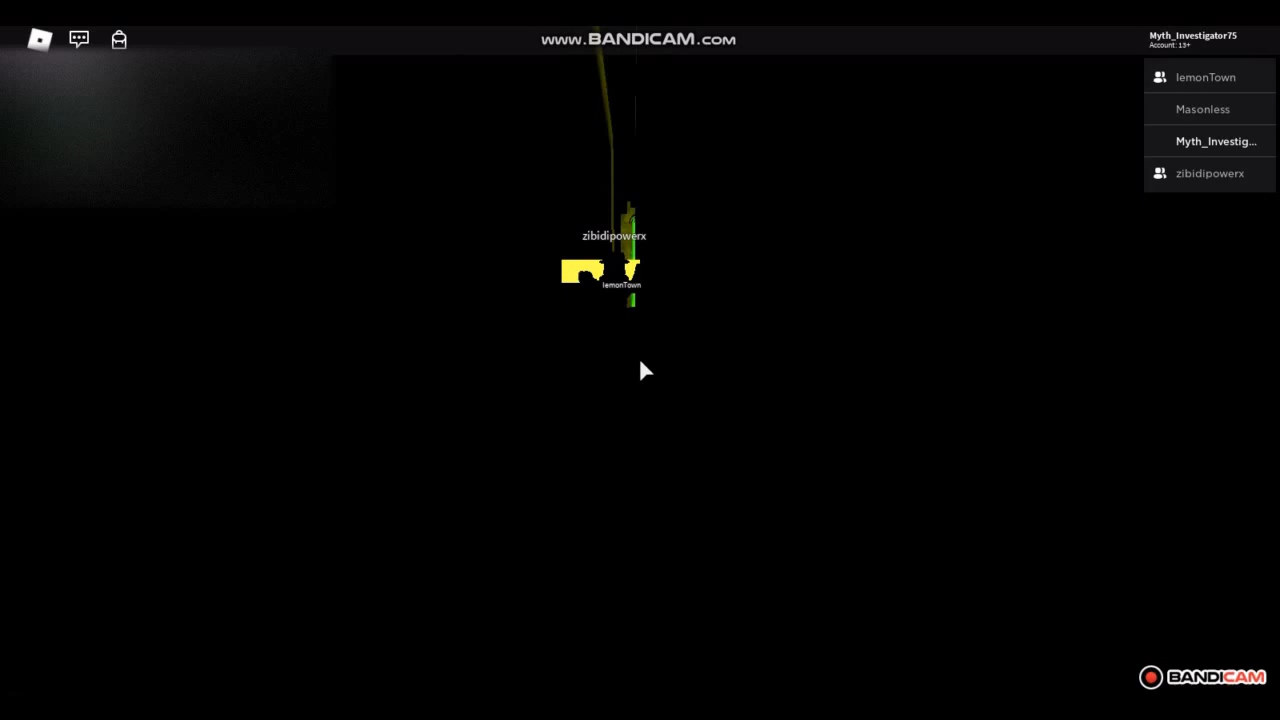 www.BANDICAM.com
Myth_Investigator75
Account: 13+
lemonTown
Masonless
Myth_Investig...
zibidipowerx
zibidipowerx
lemonTown
BANDICAM